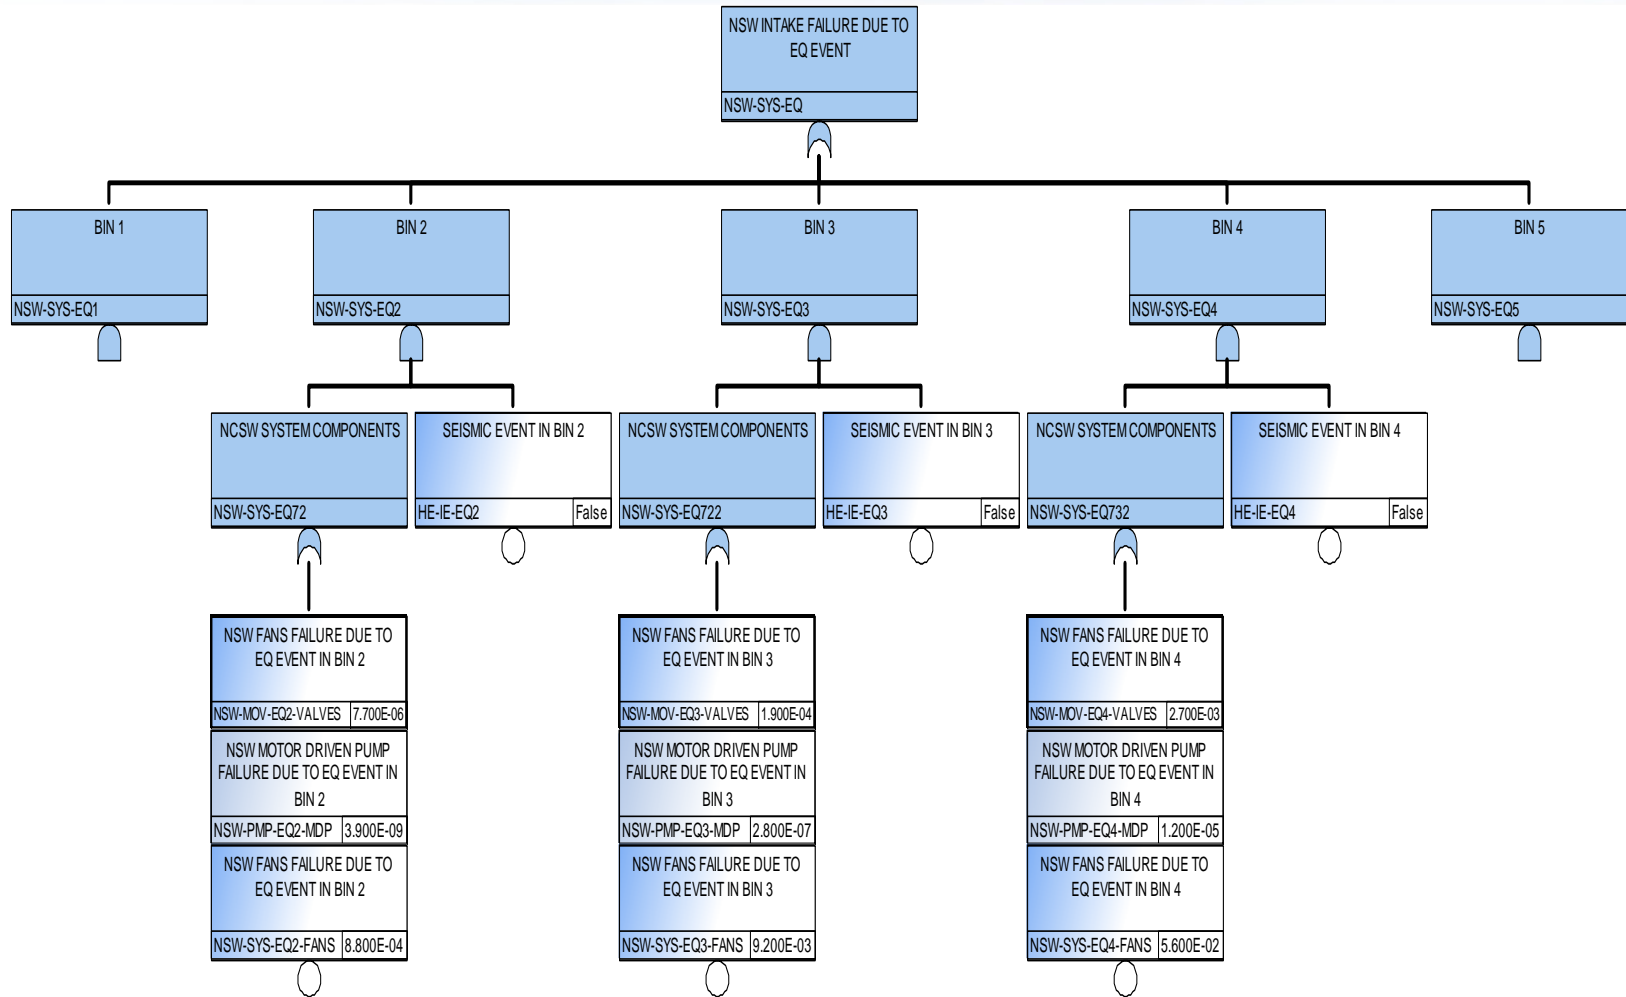 NSW INTAKE FAILURE DUE TO
EQ EVENT
NSW-SYS-EQ
BIN 1
NSW-SYS-EQ1
BIN 2
NSW-SYS-EQ2
BIN 3
NSW-SYS-EQ3
BIN 4
NSW-SYS-EQ4
BIN 5
NSW-SYS-EQ5
NCSW SYSTEM COMPONENTS
NSW-SYS-EQ72
SEISMIC EVENT IN BIN 2
HE-IE-EQ2 False
NCSW SYSTEM COMPONENTS
NSW-SYS-EQ722
SEISMIC EVENT IN BIN 3
HE-IE-EQ3 False
NCSW SYSTEM COMPONENTS
NSW-SYS-EQ732
SEISMIC EVENT IN BIN 4
HE-IE-EQ4 False
NSW FANS FAILURE DUE TO
EQ EVENT IN BIN 2
NSW-MOV-EQ2-VALVES 7.700E-06
NSW MOTOR DRIVEN PUMP
FAILURE DUE TO EQ EVENT IN
BIN 2
NSW-PMP-EQ2-MDP 3.900E-09
NSW FANS FAILURE DUE TO
EQ EVENT IN BIN 2
NSW-SYS-EQ2-FANS 8.800E-04
NSW FANS FAILURE DUE TO
EQ EVENT IN BIN 3
NSW-MOV-EQ3-VALVES 1.900E-04
NSW MOTOR DRIVEN PUMP
FAILURE DUE TO EQ EVENT IN
BIN 3
NSW-PMP-EQ3-MDP 2.800E-07
NSW FANS FAILURE DUE TO
EQ EVENT IN BIN 3
NSW-SYS-EQ3-FANS 9.200E-03
NSW FANS FAILURE DUE TO
EQ EVENT IN BIN 4
NSW-MOV-EQ4-VALVES 2.700E-03
NSW MOTOR DRIVEN PUMP
FAILURE DUE TO EQ EVENT IN
BIN 4
NSW-PMP-EQ4-MDP 1.200E-05
NSW FANS FAILURE DUE TO
EQ EVENT IN BIN 4
NSW-SYS-EQ4-FANS 5.600E-02